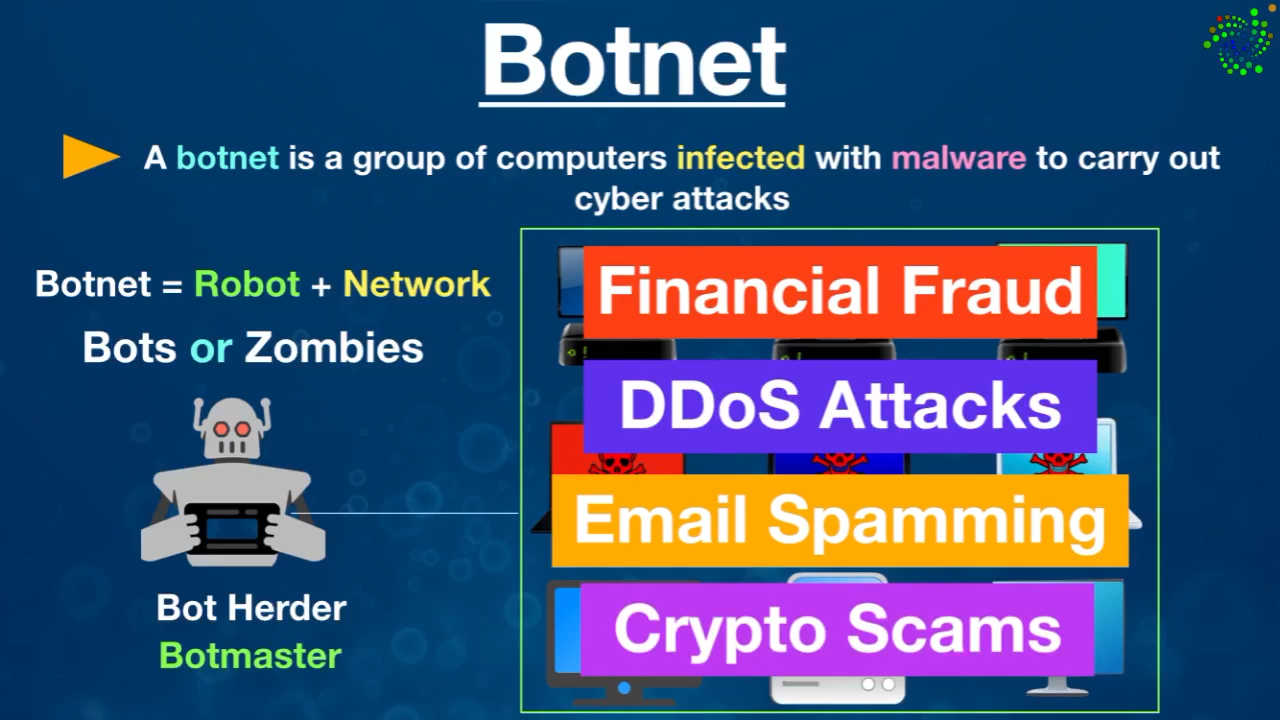 Botnet
A botnet is a group of computers infected with malware to carry out
cyber attacks
Botnet = Robot + Network
Bots or Zombies
Bot Herder
Botmaster
Financial Fraud
DDoS Attacks
Email Spamming
Crypto Scams